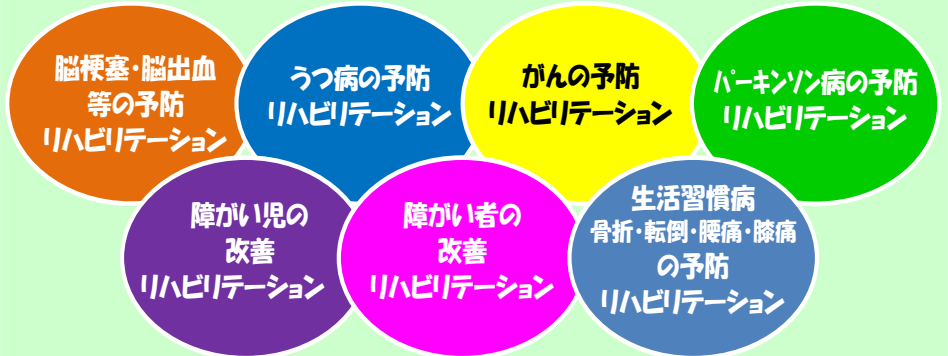 脳梗塞・脳出血
等の予防
リハビリテーション
うつ病の予防
リハビリテーション
がんの予防
リハビリテーション
パーキンソン病の予防
リハビリテーション
障がい児の
改善
リハビリテーション
障がい者の
改善
リハビリテーション
生活習慣病
骨折・転倒・腰痛・膝痛
の予防
リハビリテーション